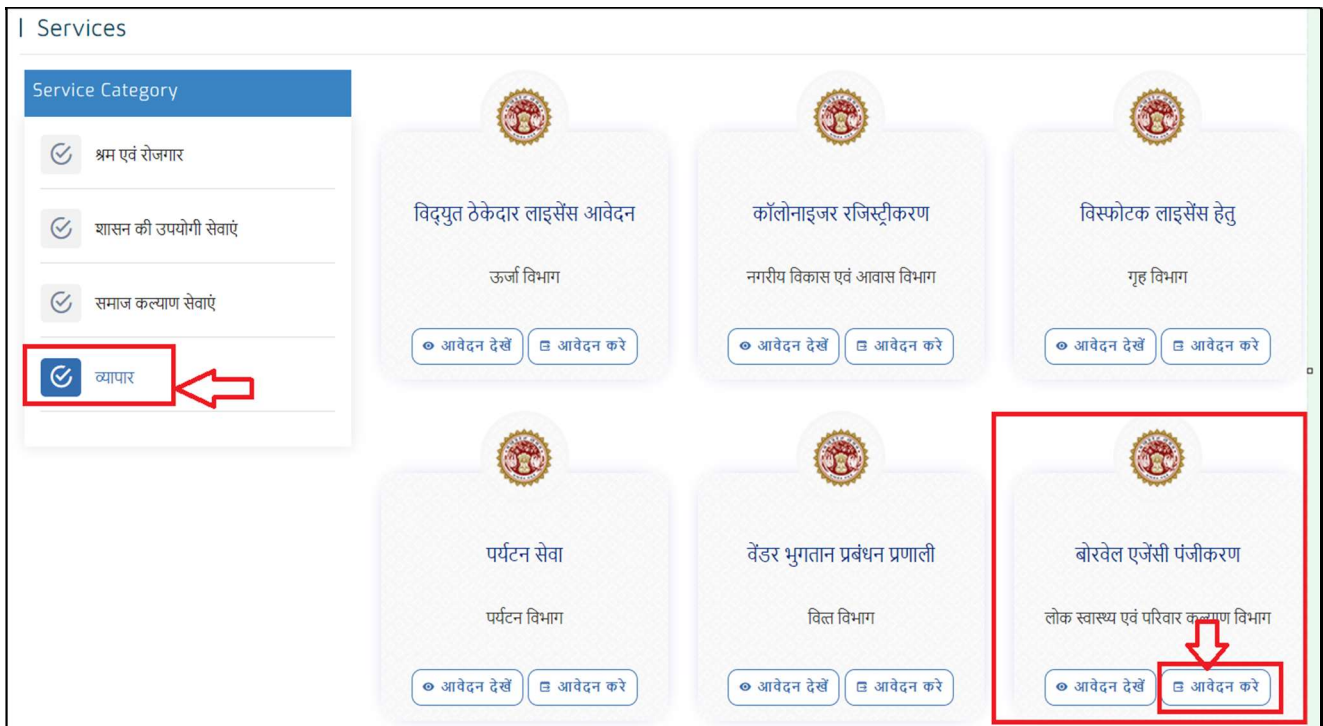 Services
Service Category
श्रम एवं रोजगार
शासन की उपयोगी सेवाएं
समाज कल्याण सेवाएं
व्यापार
विद्युत ठेकेदार लाइसेंस आवेदन
ऊर्जा विभाग
आवेदन देखें आवेदन करे
कॉलोनाइजर रजिस्ट्रीकरण
नगरीय विकास एवं आवास विभाग
आवेदन देखें आवेदन करे
विस्फोटक लाइसेंस हेतु
गृह विभाग
आवेदन देखें आवेदन करे
पर्यटन सेवा
पर्यटन विभाग
आवेदन देखें आवेदन करे
वेंडर भुगतान प्रबंधन प्रणाली
वित्त विभाग
आवेदन देखें आवेदन करे
बोरवेल एजेंसी पंजीकरण
लोक स्वास्थ्य एवं परिवार कल्याण विभाग
आवेदन देखें आवेदन करे